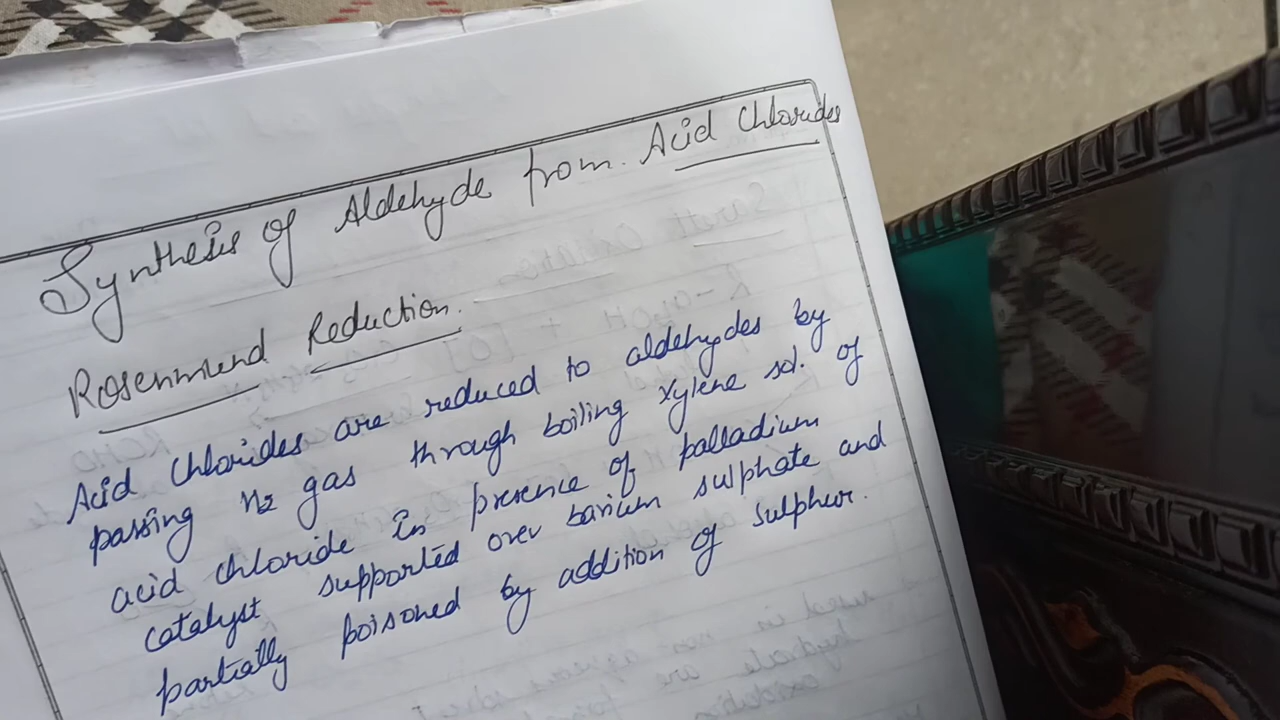 Synthesis of Aldehyde from Acid Chlorides
Rosenmund Reduction.
Acid Chlorides are reduced to aldehydes by
passing H2 gas through boiling xylene sol. of
acid chloride in presence of palladium
catalyst supported over barium sulphate and
partially poisoned by addition of sulphur.